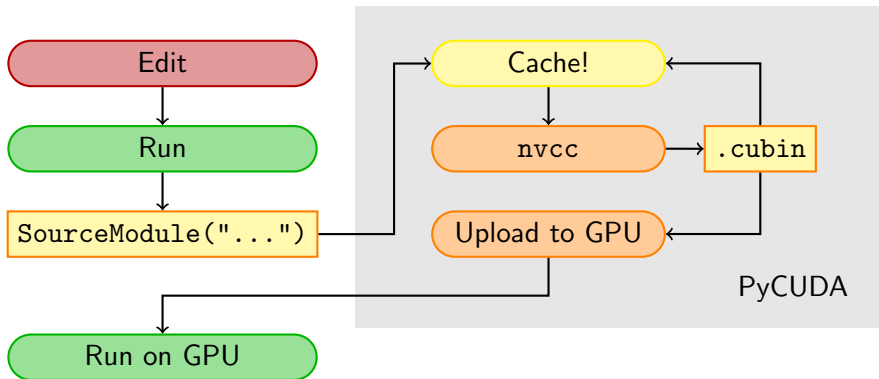 Edit
Run
SourceModule("...")
Cache!
nvcc
.cubin
Upload to GPU
PyCUDA
Run on GPU